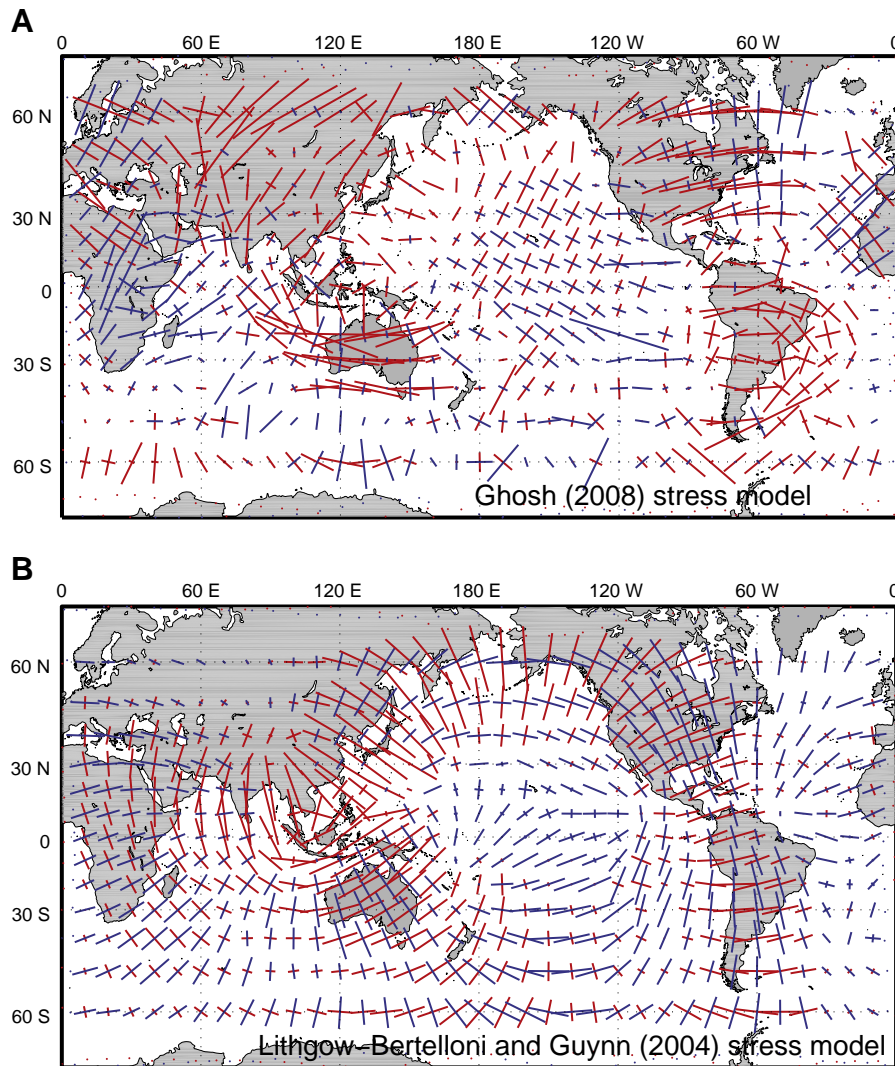 A
0 60 E 120 E 180 E 120 W 60 W 0
60 N
30 N
0
30 S
60 S
Ghosh (2008) stress model
B
0 60 E 120 E 180 E 120 W 60 W 0
60 N
30 N
0
30 S
60 S
Lithgow−Bertelloni and Guynn (2004) stress model